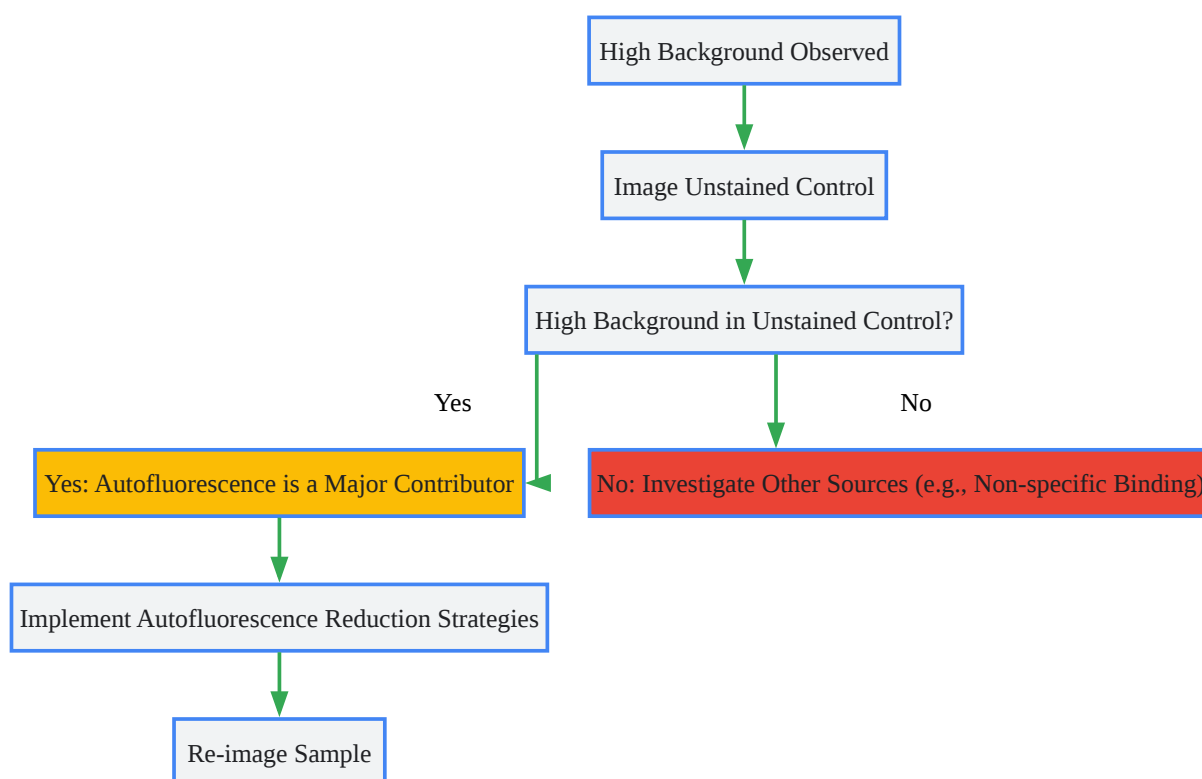 High Background Observed
Image Unstained Control
High Background in Unstained Control?
Yes
No
Yes: Autofluorescence is a Major Contributor
No: Investigate Other Sources (e.g., Non-specific Binding)
Implement Autofluorescence Reduction Strategies
Re-image Sample